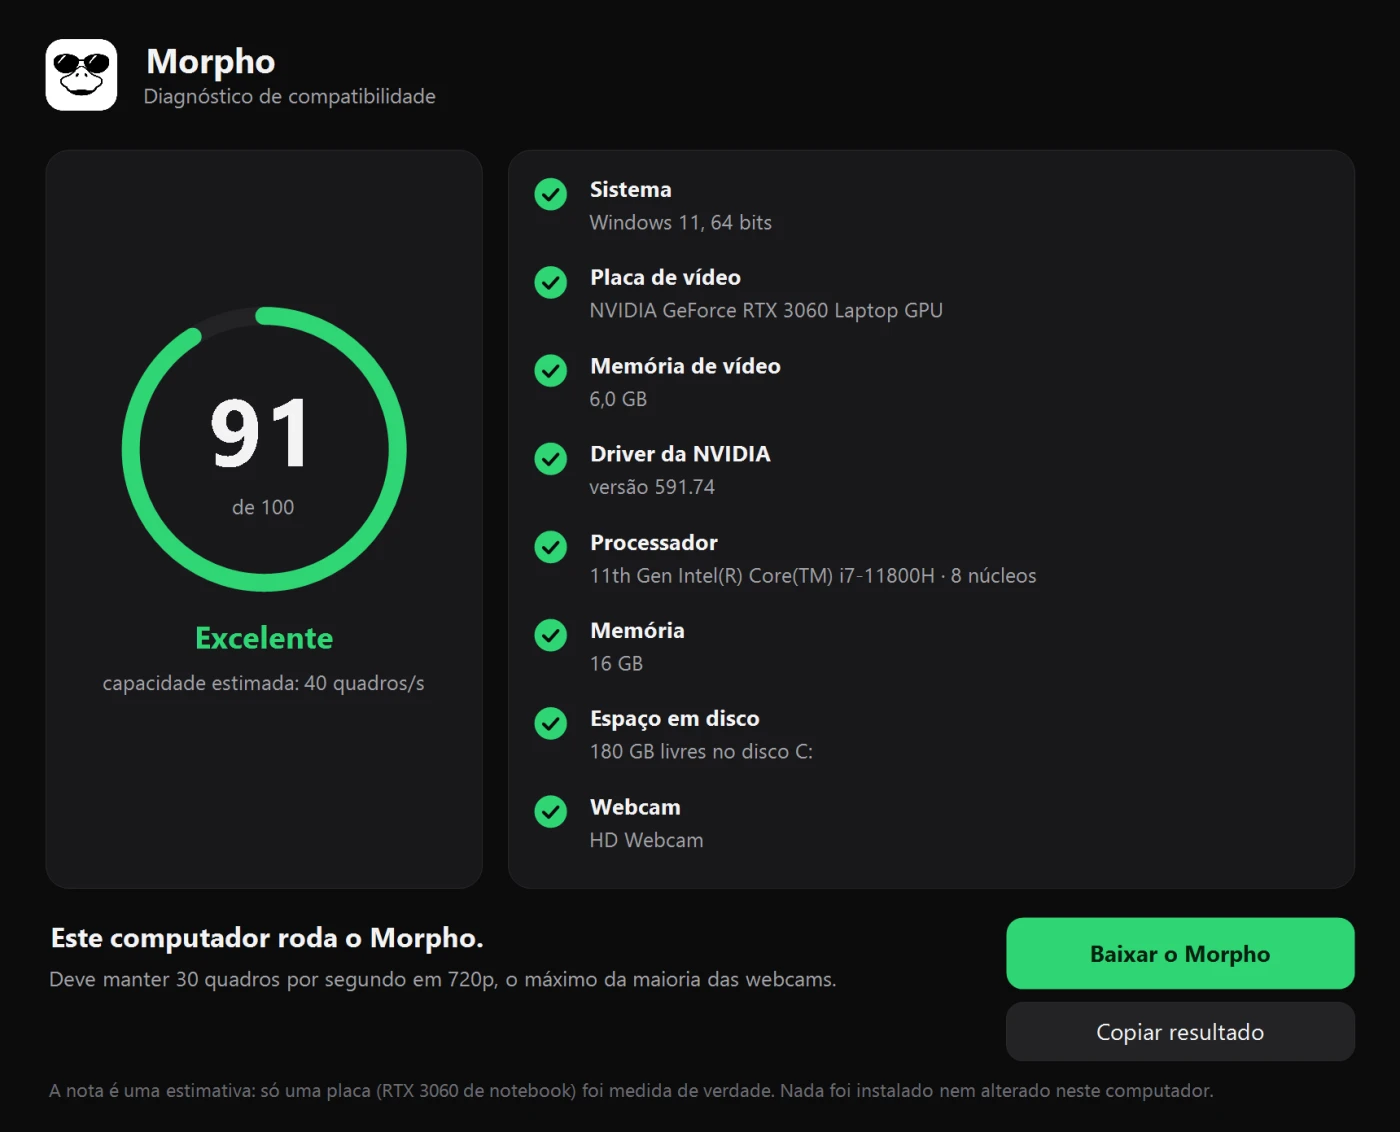 Morpho
Diagnóstico de compatibilidade
91
de 100
Excelente
capacidade estimada: 40 quadros/s
Sistema
Windows 11, 64 bits
Placa de vídeo
NVIDIA GeForce RTX 3060 Laptop GPU
Memória de vídeo
6,0 GB
Driver da NVIDIA
versão 591.74
Processador
11th Gen Intel(R) Core(TM) i7-11800H · 8 núcleos
Memória
16 GB
Espaço em disco
180 GB livres no disco C:
Webcam
HD Webcam
Este computador roda o Morpho.
Deve manter 30 quadros por segundo em 720p, o máximo da maioria das webcams.
Baixar o Morpho
Copiar resultado
A nota é uma estimativa: só uma placa (RTX 3060 de notebook) foi medida de verdade. Nada foi instalado nem alterado neste computador.